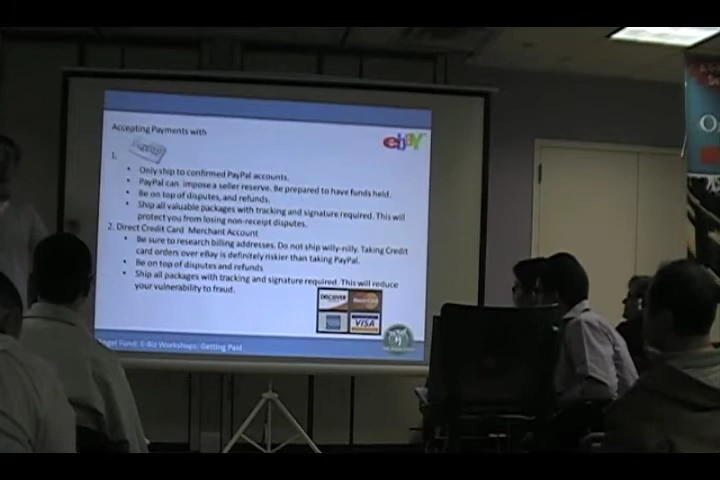 Accepting Payments with
ebay
1.
Only ship to confirmed PayPal accounts.
PayPal can impose a seller reserve. Be prepared to have funds held.
Be on top of disputes, and refunds.
Ship all valuable packages with tracking and signature required. This will
protect you from losing non-receipt disputes.
2. Direct Credit Card Merchant Account
Be sure to research billing addresses. Do not ship willy-nilly. Taking Credit
card orders over eBay is definitely riskier than taking PayPal.
Be on top of disputes and refunds
Ship all packages with tracking and signature required. This will reduce
your vulnerability to fraud.
DISCOVER
MasterCard
VISA
Fund: E-Biz Workshops: Getting Paid